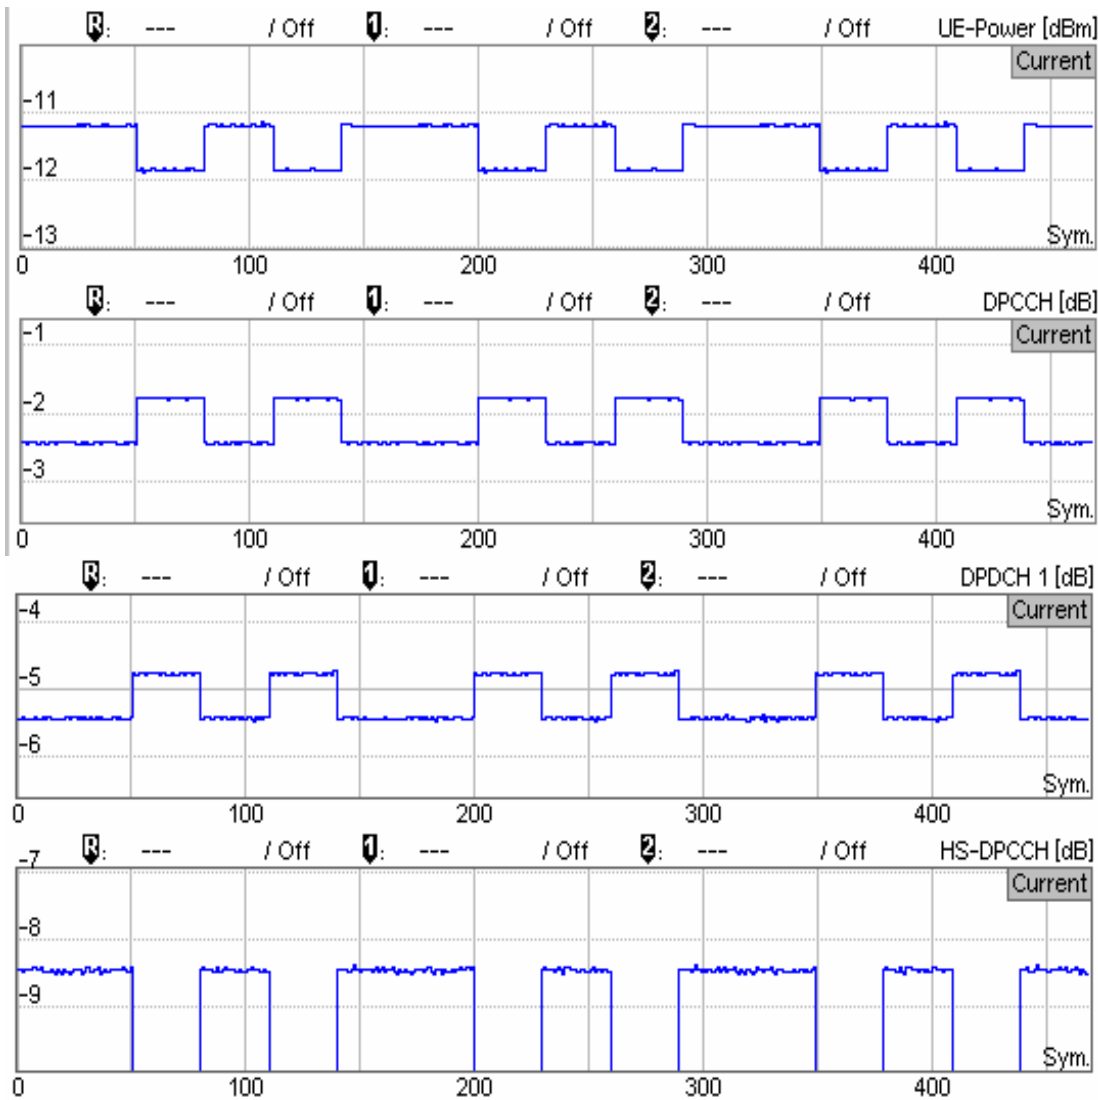 R: --- / Off 1: --- / Off 2: --- / Off UE-Power [dBm]
Current
-11
-12
-13
Sym.
0 100 200 300 400
R: --- / Off 1: --- / Off 2: --- / Off DPCCH [dB]
Current
-1
-2
-3
Sym.
0 100 200 300 400
R: --- / Off 1: --- / Off 2: --- / Off DPDCH 1 [dB]
-4
Current
-5
-6
Sym.
0 100 200 300 400
R: --- / Off 1: --- / Off 2: --- / Off HS-DPCCH [dB]
-7
Current
-8
-9
Sym.
0 100 200 300 400